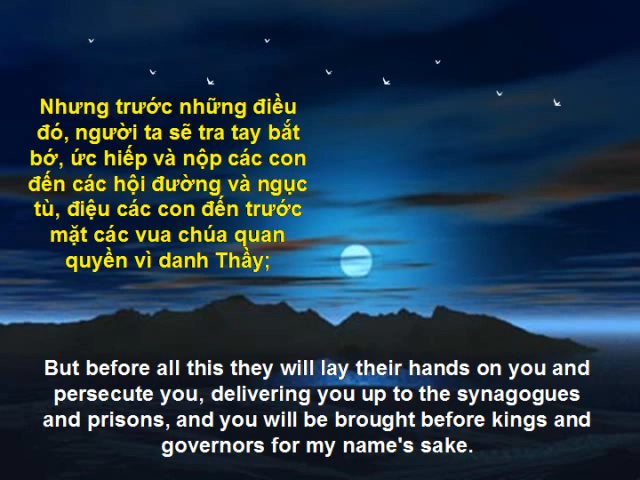 Nhưng trước những điều
đó, người ta sẽ tra tay bắt
bớ, ức hiếp và nộp các con
đến các hội đường và ngục
tù, điệu các con đến trước
mặt các vua chúa quan
quyền vì danh Thầy;
But before all this they will lay their hands on you and
persecute you, delivering you up to the synagogues
and prisons, and you will be brought before kings and
governors for my name's sake.